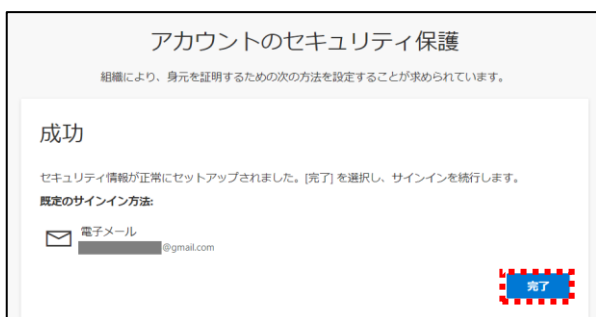 アカウントのセキュリティ保護
組織により、身元を証明するための次の方法を設定することが求められています。
成功
セキュリティ情報が正常にセットアップされました。[完了] を選択し、サインインを続行します。
既定のサインイン方法:
電子メール
@gmail.com
完了